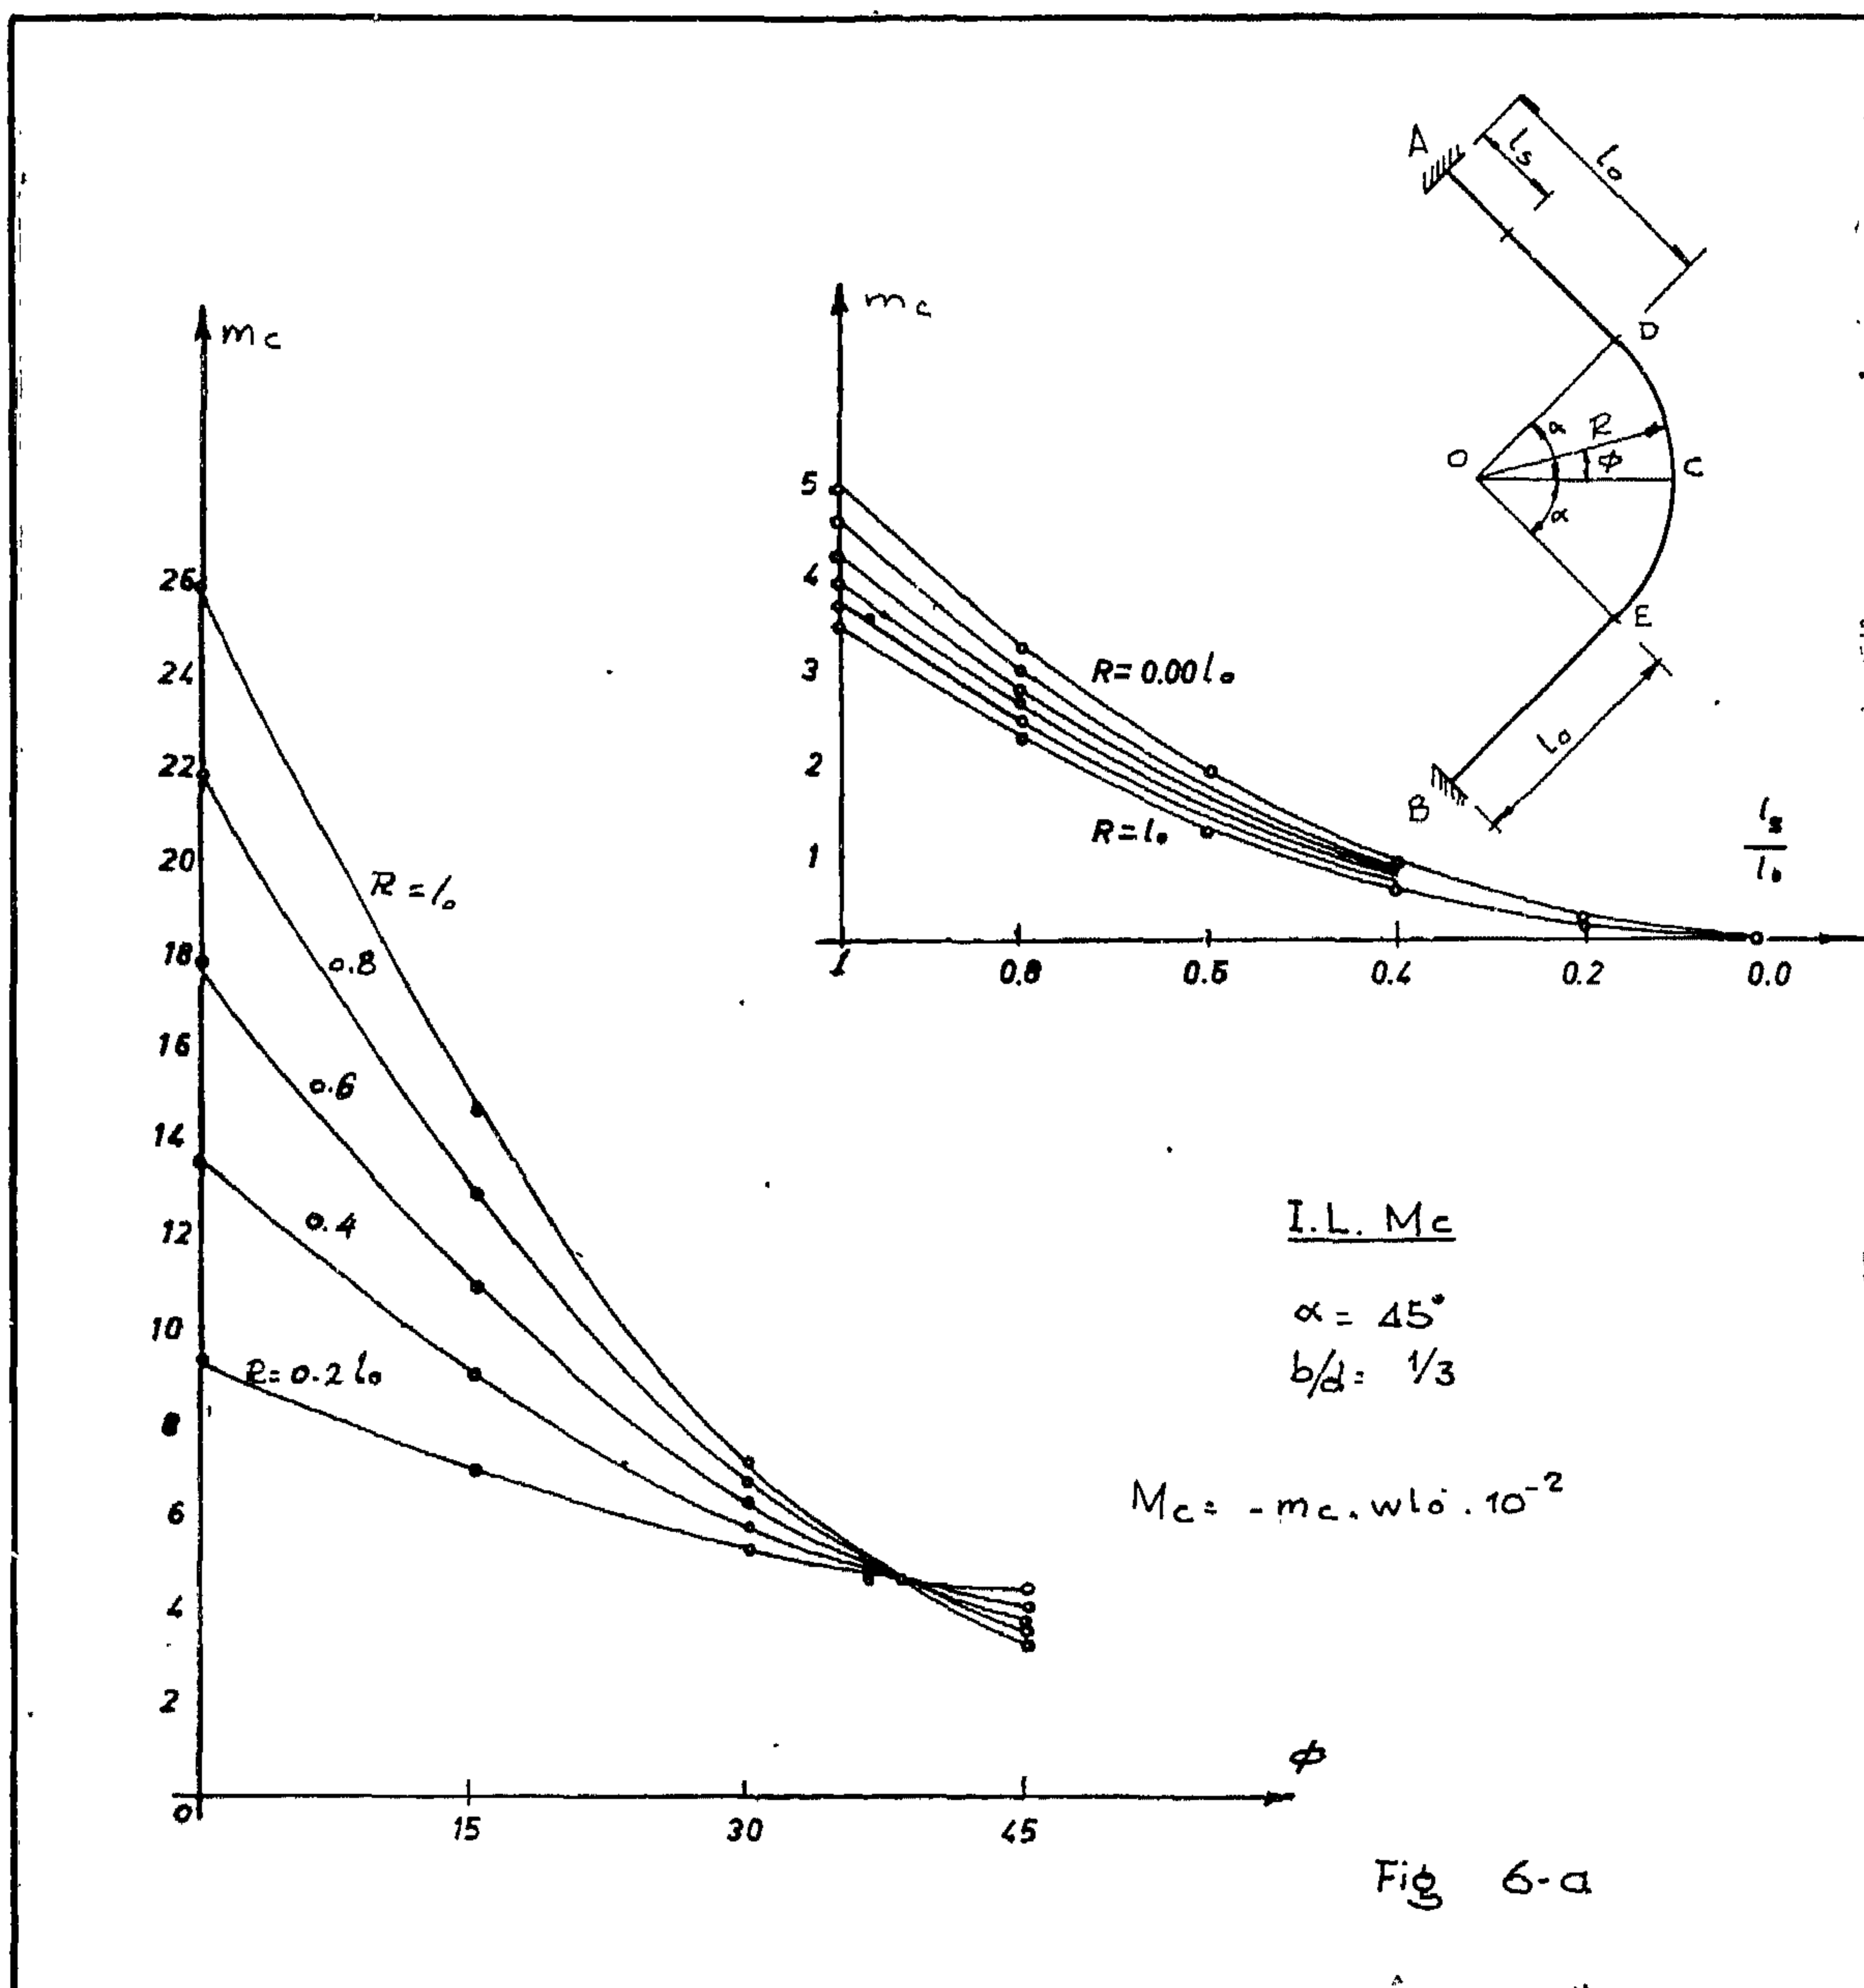 A
ls
lo
D
R
α
φ
O
C
α
E
lo
B
mc
5
4
3
2
1
R= 0.00 lo
R= lo
ls
lo
1
0.8
0.6
0.4
0.2
0.0
mc
26
24
22
20
18
16
14
12
10
8
6
4
2
0
R = lo
0.8
0.6
0.4
R= 0.2 lo
15
30
45
φ
I.L. Mc
α = 45°
b/d = 1/3
Mc = - mc. wlo . 10⁻²
Fig 6-a